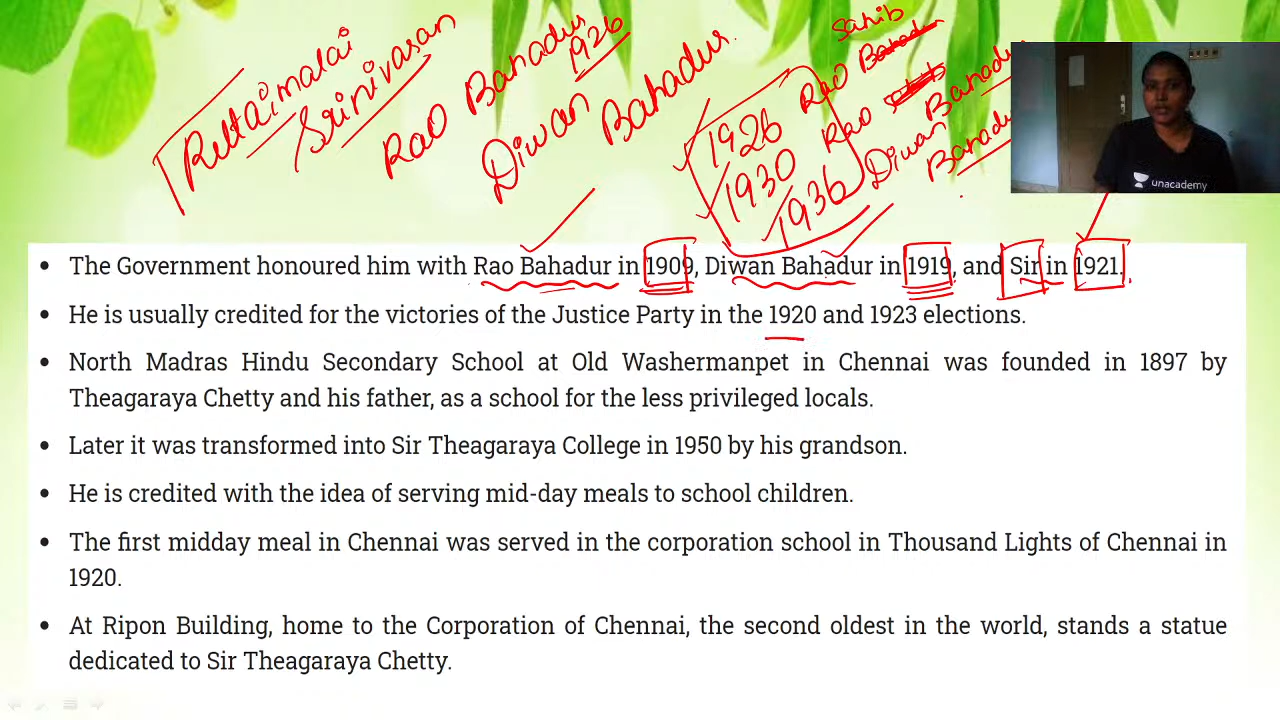 Rettaimalai
Srinivasan
Rao Bahadur
1926
Diwan Bahadur.
1926 Rao Sahib
1930 Rao Bahadur
1936 Diwan
Bahadur
unacademy
• The Government honoured him with Rao Bahadur in 1909, Diwan Bahadur in 1919, and Sir in 1921.
• He is usually credited for the victories of the Justice Party in the 1920 and 1923 elections.
• North Madras Hindu Secondary School at Old Washermanpet in Chennai was founded in 1897 by
Theagaraya Chetty and his father, as a school for the less privileged locals.
• Later it was transformed into Sir Theagaraya College in 1950 by his grandson.
• He is credited with the idea of serving mid-day meals to school children.
• The first midday meal in Chennai was served in the corporation school in Thousand Lights of Chennai in
1920.
• At Ripon Building, home to the Corporation of Chennai, the second oldest in the world, stands a statue
dedicated to Sir Theagaraya Chetty.